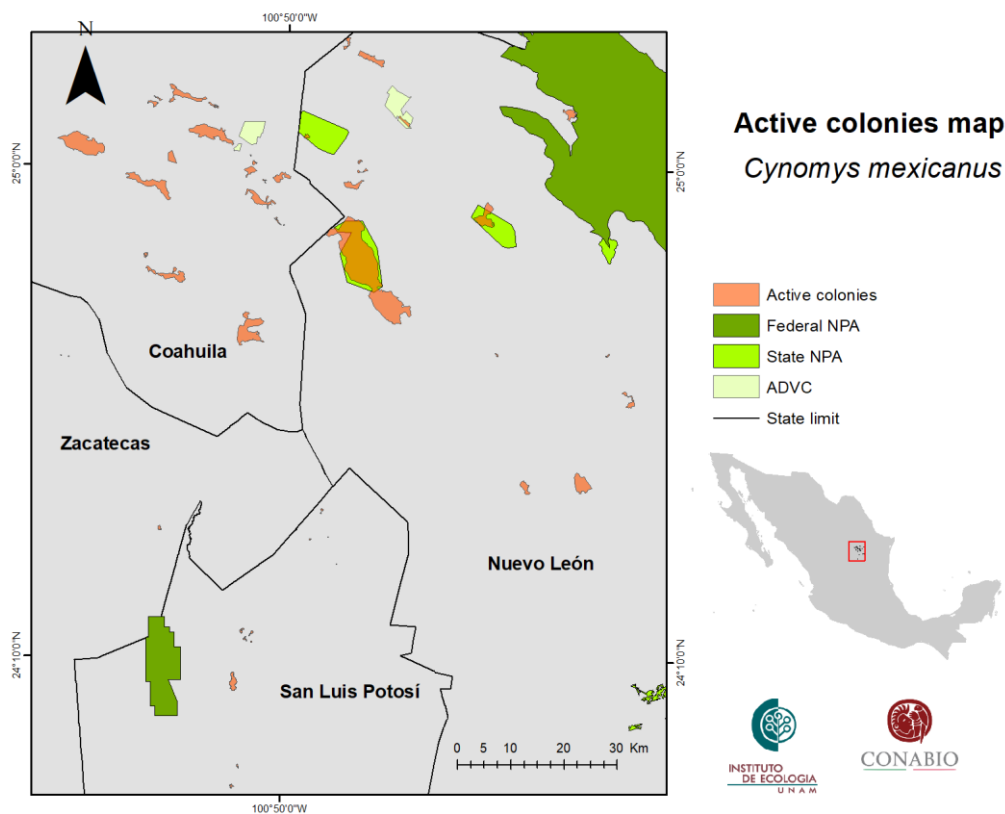 100°50'0"W
N
25°0'0"N
25°0'0"N
Active colonies map
Cynomys mexicanus
Active colonies
Federal NPA
State NPA
ADVC
State limit
Coahuila
Zacatecas
Nuevo León
San Luis Potosí
24°10'0"N
24°10'0"N
0 5 10 20 30 Km
100°50'0"W
INSTITUTO
DE ECOLOGIA
UNAM
CONABIO